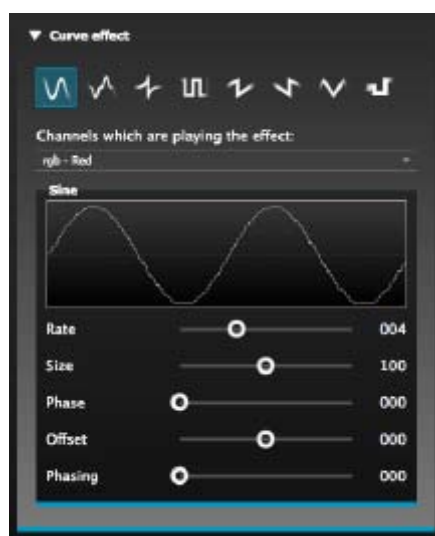 Curve effect
Channels which are playing the effect:
rgb - Red
Sine
Rate 004
Size 100
Phase 000
Offset 000
Phasing 000